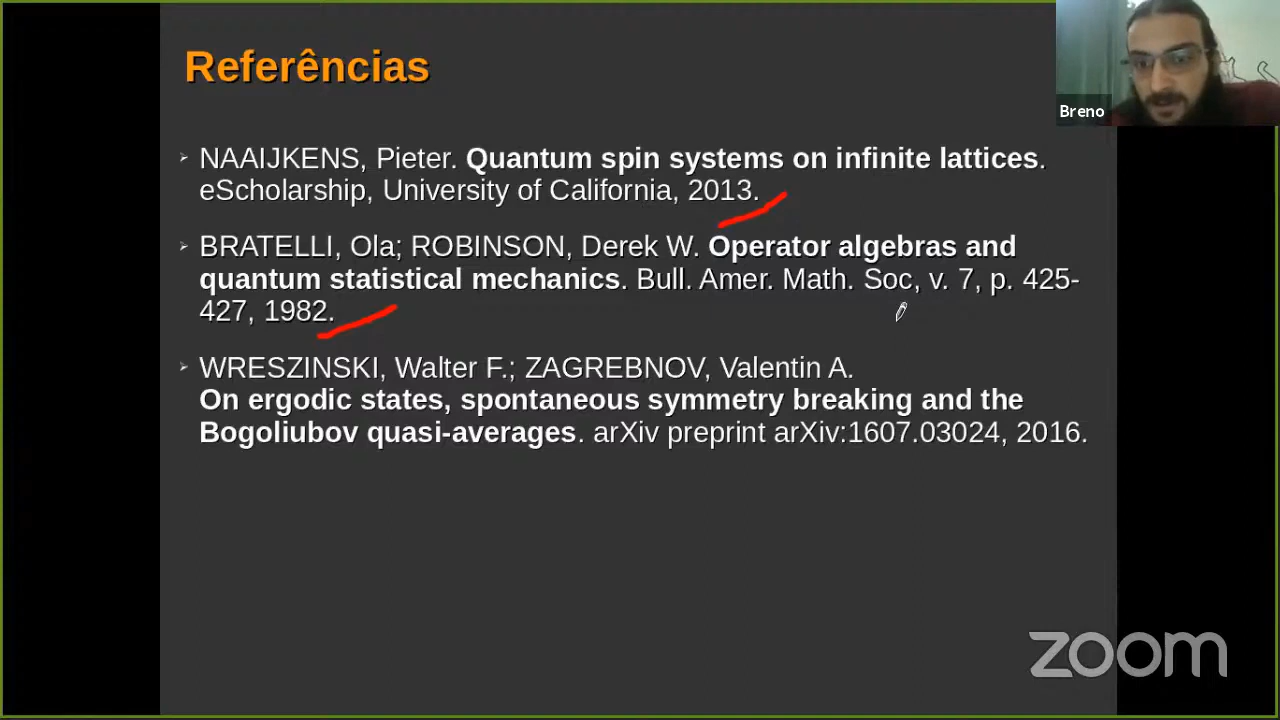 Referências
Breno
➢ NAAIJKENS, Pieter. Quantum spin systems on infinite lattices.
eScholarship, University of California, 2013.
➢ BRATELLI, Ola; ROBINSON, Derek W. Operator algebras and
quantum statistical mechanics. Bull. Amer. Math. Soc, v. 7, p. 425-
427, 1982.
➢ WRESZINSKI, Walter F.; ZAGREBNOV, Valentin A.
On ergodic states, spontaneous symmetry breaking and the
Bogoliubov quasi-averages. arXiv preprint arXiv:1607.03024, 2016.
zoom